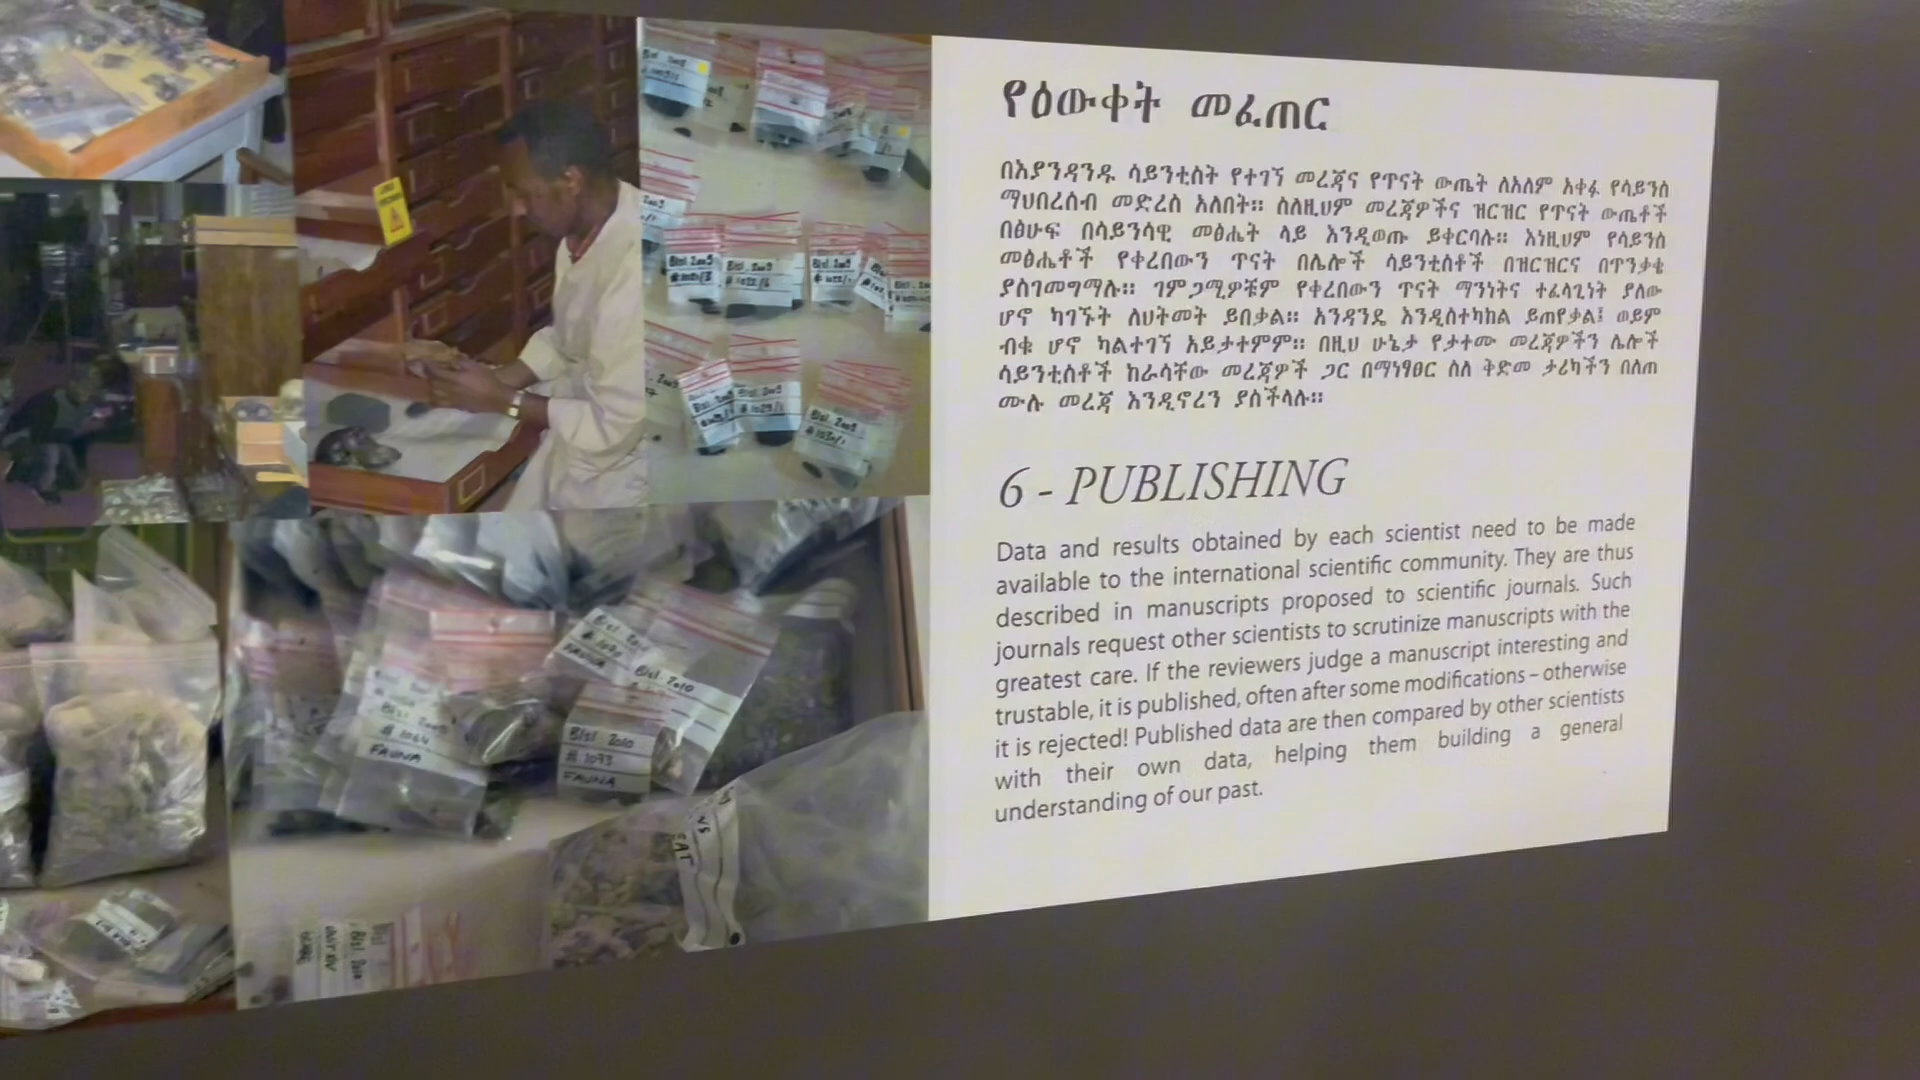 የዕውቀት መፈጠር
በእያንዳንዱ ሳይንቲስት የተገኘ መረጃና የጥናት ውጤት ለአለም አቀፉ የሳይንስ
ማህበረሰብ መድረስ አለበት። ስለዚህም መረጃዎችና ዝርዝር የጥናት ውጤቶች
በፅሁፍ በሳይንሳዊ መፅሔት ላይ እንዲወጡ ይቀርባሉ። እነዚህም የሳይንስ
መፅሔቶች የቀረበውን ጥናት በሌሎች ሳይንቲስቶች በዝርዝርና በጥንቃቄ
ያስገመግማሉ። ገምጋሚዎቹም የቀረበውን ጥናት ማንነትና ተፈላጊነት ያለው
ሆኖ ካገኙት ለህትመት ይበቃል። አንዳንዴ እንዲስተካከል ይጠየቃል፤ ወይም
ብቁ ሆኖ ካልተገኘ አይታተምም። በዚህ ሁኔታ የታተሙ መረጃዎችን ሌሎች
ሳይንቲስቶች ከራሳቸው መረጃዎች ጋር በማነፃፀር ስለ ቅድመ ታሪካችን በለጠ
ሙሉ መረጃ እንዲኖረን ያስችላሉ።
6 - PUBLISHING
Data and results obtained by each scientist need to be made
available to the international scientific community. They are thus
described in manuscripts proposed to scientific journals. Such
journals request other scientists to scrutinize manuscripts with the
greatest care. If the reviewers judge a manuscript interesting and
trustable, it is published, often after some modifications – otherwise
it is rejected! Published data are then compared by other scientists
with their own data, helping them building a general
understanding of our past.
BIsl 2010
# 1073
FAUNA